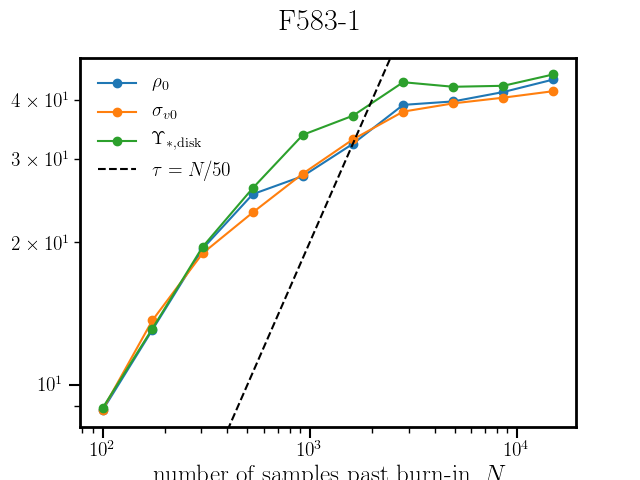 F583-1
ρ₀
σᵥ₀
Υ∗,disk
τ = N/50
4 × 10¹
3 × 10¹
2 × 10¹
10¹
10² 10³ 10⁴
number of samples past burn-in, N